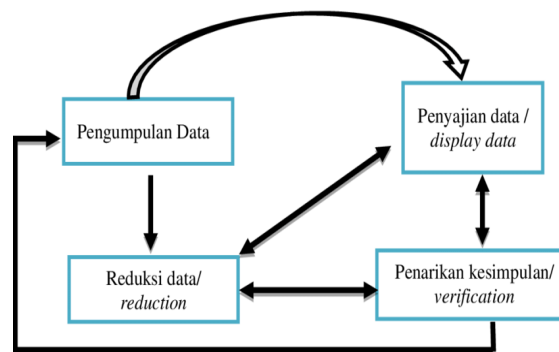 Pengumpulan Data
Penyajian data /
display data
Reduksi data/
reduction
Penarikan kesimpulan/
verification